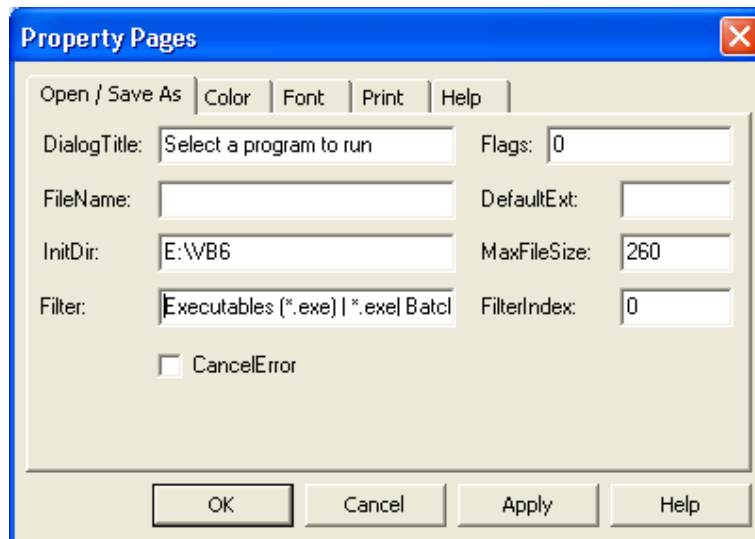 Property Pages
Open / Save As Color Font Print Help
DialogTitle: Select a program to run Flags: 0
FileName: DefaultExt:
InitDir: E:\VB6 MaxFileSize: 260
Filter: Executables (*.exe) | *.exe| Batcl FilterIndex: 0
CancelError
OK Cancel Apply Help